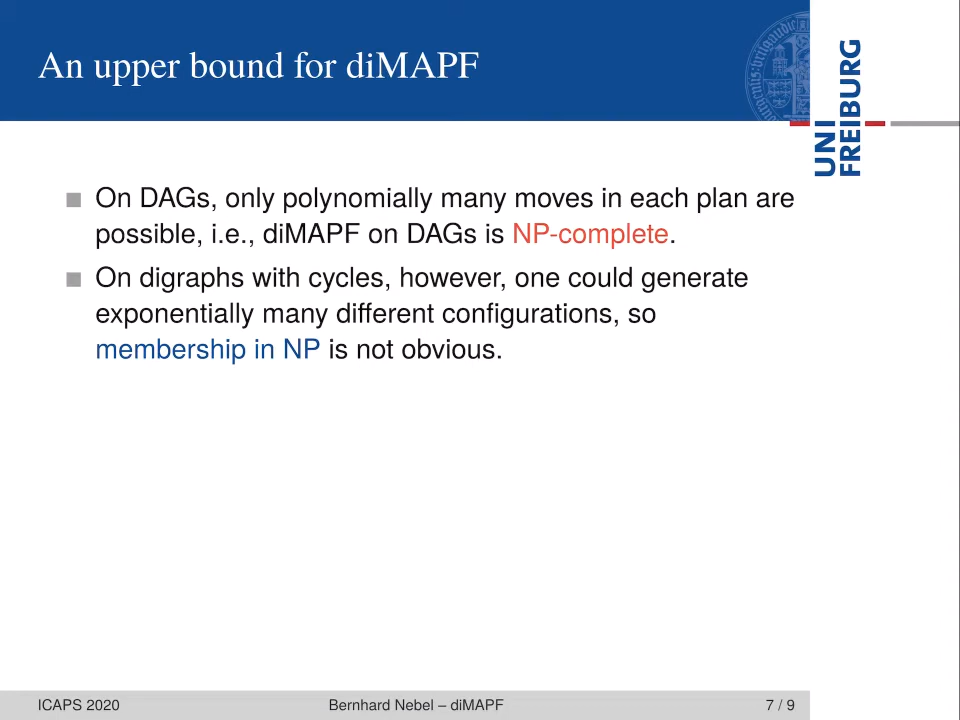 An upper bound for diMAPF
UNI
FREIBURG
On DAGs, only polynomially many moves in each plan are
possible, i.e., diMAPF on DAGs is NP-complete.
On digraphs with cycles, however, one could generate
exponentially many different configurations, so
membership in NP is not obvious.
ICAPS 2020
Bernhard Nebel – diMAPF
7 / 9